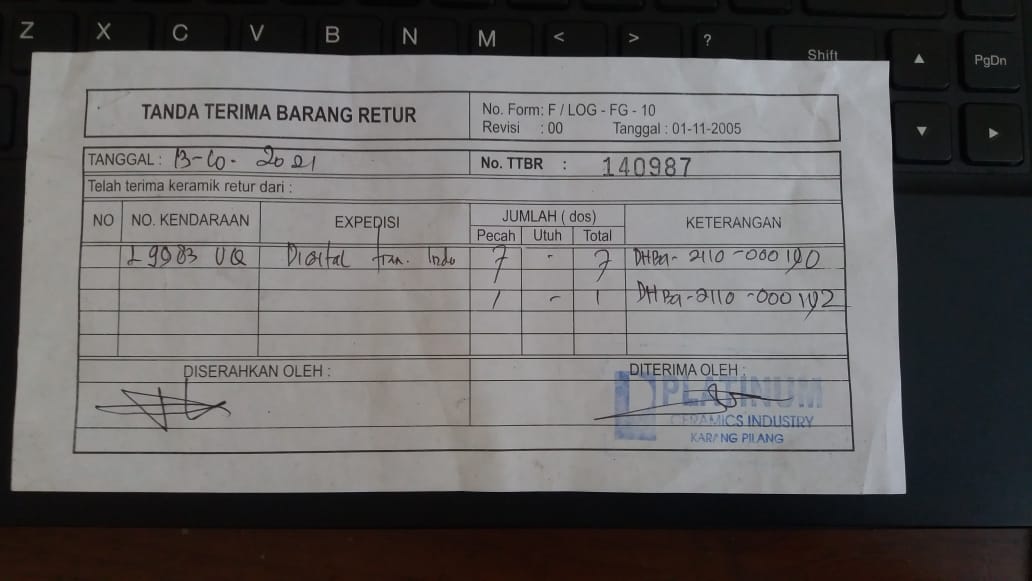 Z X C V B N M < > ?
Shift
PgDn
TANDA TERIMA BARANG RETUR
No. Form: F / LOG - FG - 10
Revisi : 00 Tanggal : 01-11-2005
TANGGAL : 13-10-2021
No. TTBR : 140987
Telah terima keramik retur dari :
NO NO. KENDARAAN EXPEDISI JUMLAH ( dos) KETERANGAN
Pecah Utuh Total
L 9983 UQ Digital Tran. Indo 7 - 7 DHBa-2110-000190
1 - 1 DHBa-2110-000192
DISERAHKAN OLEH :
DITERIMA OLEH :
PLATINUM
CERAMICS INDUSTRY
KARANG PILANG